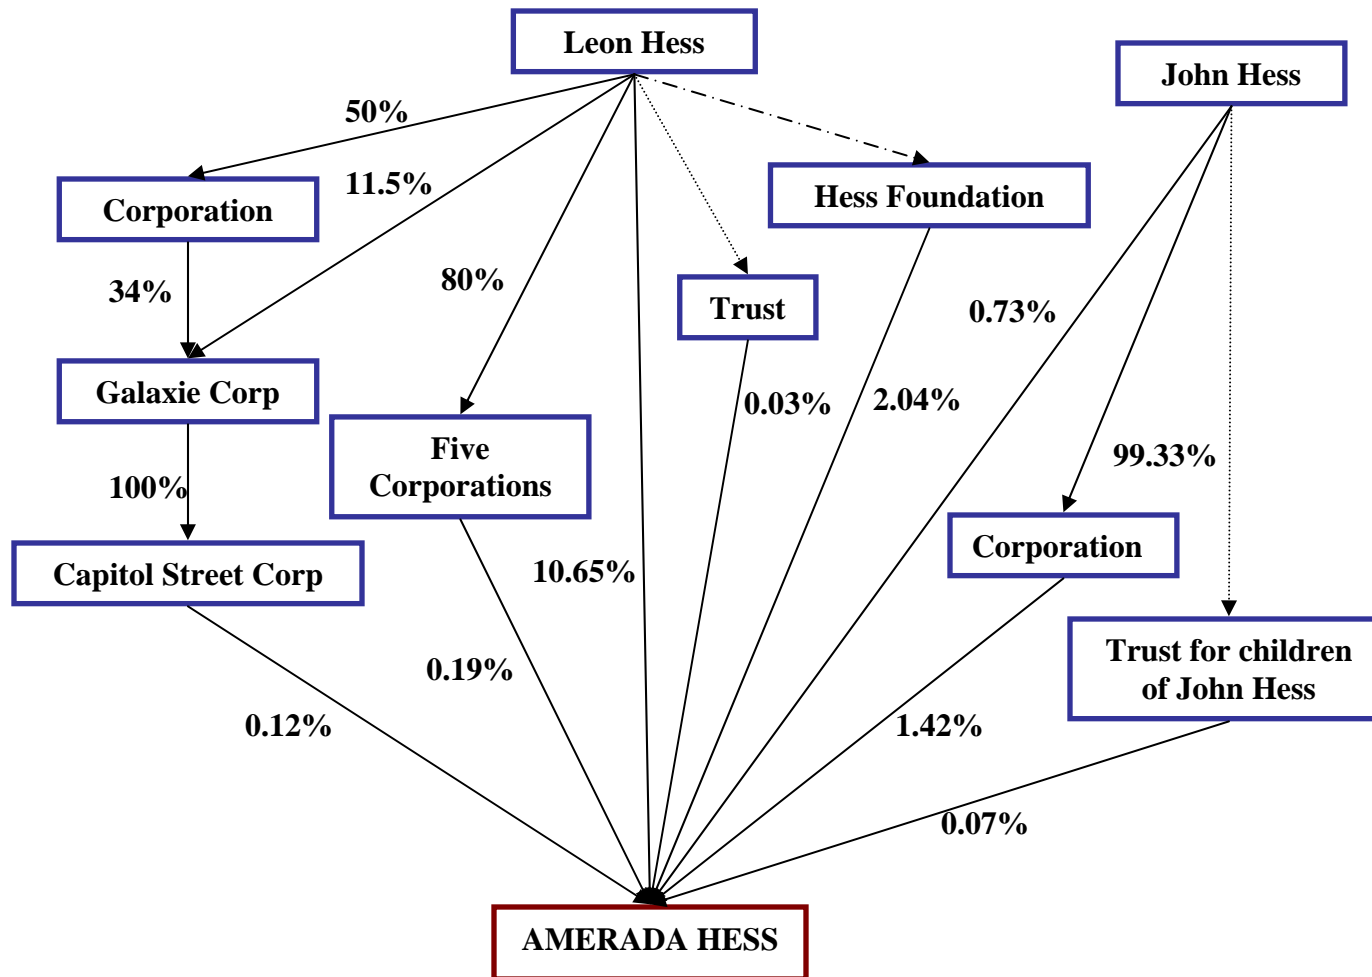 Leon Hess
John Hess
50%
Hess Foundation
11.5%
Corporation
80%
34%
Trust
0.73%
Galaxie Corp
0.03%
2.04%
Five
Corporations
99.33%
100%
Corporation
Capitol Street Corp
10.65%
Trust for children
of John Hess
0.19%
0.12%
1.42%
0.07%
AMERADA HESS